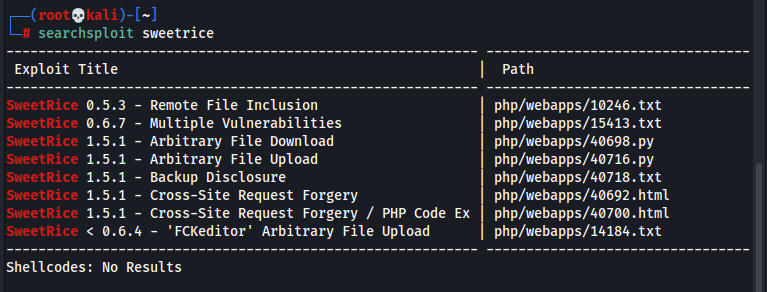 (root💀kali)-[~]
# searchsploit sweetrice
Exploit Title | Path
SweetRice 0.5.3 - Remote File Inclusion | php/webapps/10246.txt
SweetRice 0.6.7 - Multiple Vulnerabilities | php/webapps/15413.txt
SweetRice 1.5.1 - Arbitrary File Download | php/webapps/40698.py
SweetRice 1.5.1 - Arbitrary File Upload | php/webapps/40716.py
SweetRice 1.5.1 - Backup Disclosure | php/webapps/40718.txt
SweetRice 1.5.1 - Cross-Site Request Forgery | php/webapps/40692.html
SweetRice 1.5.1 - Cross-Site Request Forgery / PHP Code Ex | php/webapps/40700.html
SweetRice < 0.6.4 - 'FCKeditor' Arbitrary File Upload | php/webapps/14184.txt
Shellcodes: No Results